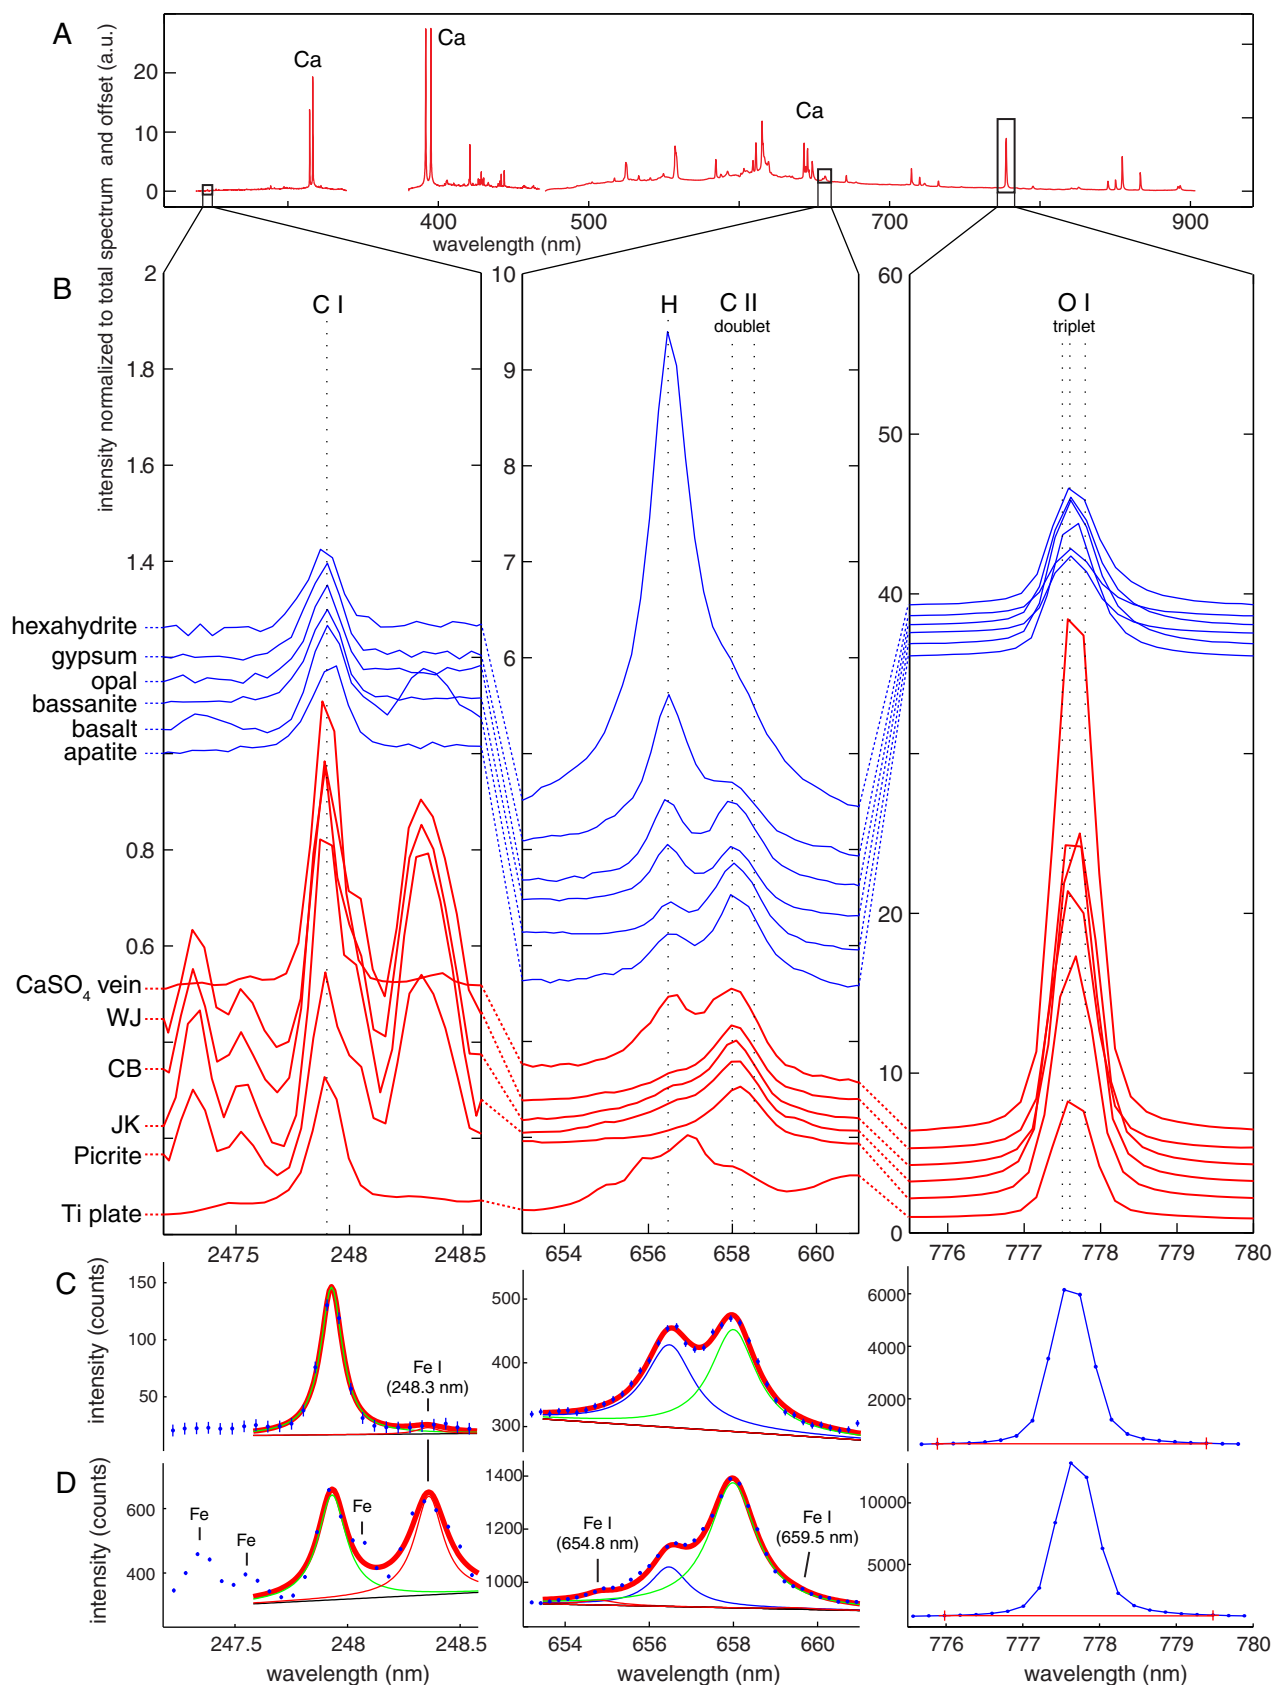 A
intensity normalized to total spectrum and offset (a.u.)
20
10
0
Ca
Ca
Ca
400
500
700
900
wavelength (nm)
B
2
1.8
1.6
1.4
0.8
0.6
C I
hexahydrite
gypsum
opal
bassanite
basalt
apatite
CaSO4 vein
WJ
CB
JK
Picrite
Ti plate
247.5
248
248.5
10
9
8
7
6
H
C II
doublet
654
656
658
660
60
50
40
20
10
0
O I
triplet
776
777
778
779
780
C
intensity (counts)
150
100
50
Fe I
(248.3 nm)
500
400
300
6000
4000
2000
D
intensity (counts)
600
400
Fe
Fe
Fe
247.5
248
248.5
wavelength (nm)
1400
1200
1000
Fe I
(654.8 nm)
Fe I
(659.5 nm)
654
656
658
660
wavelength (nm)
10000
5000
776
777
778
779
780
wavelength (nm)